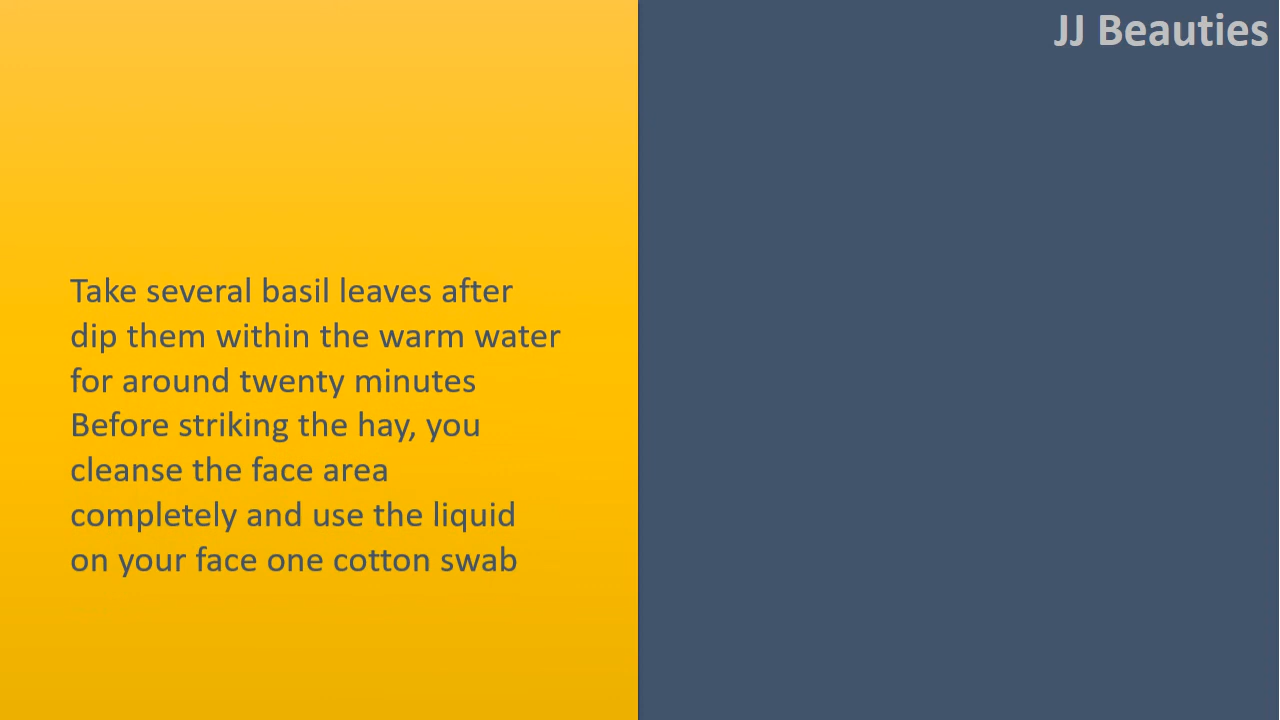 JJ Beauties
Take several basil leaves after
dip them within the warm water
for around twenty minutes
Before striking the hay, you
cleanse the face area
completely and use the liquid
on your face one cotton swab